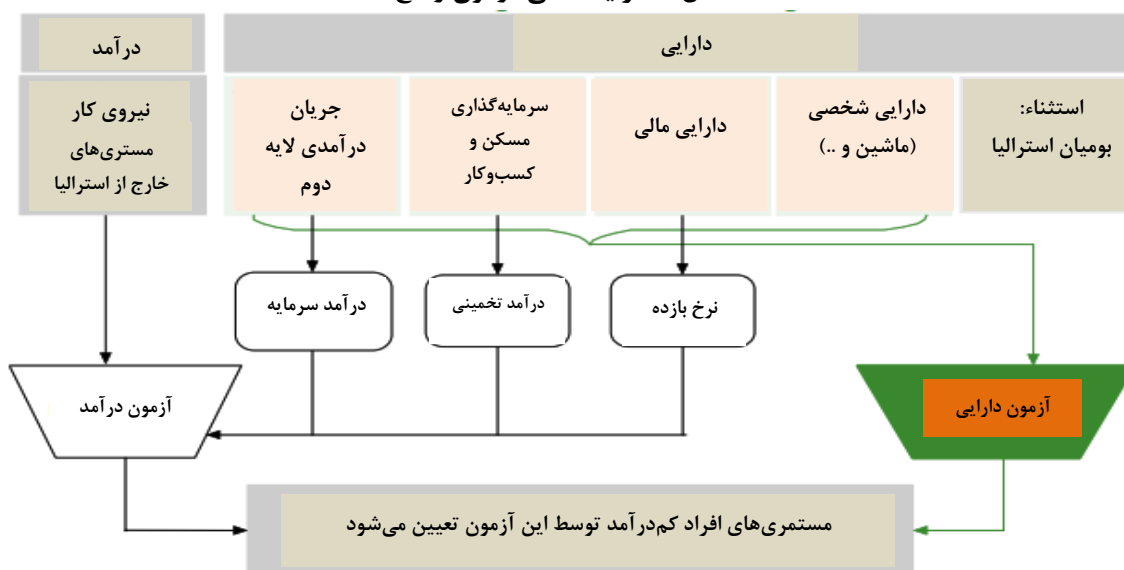 دارایی
درآمد
استثناء:
بومیان استرالیا
دارایی شخصی
(ماشین و ..)
دارایی مالی
سرمایه‌گذاری
مسکن و
کسب‌وکار
جریان
درآمدی لایه
دوم
نیروی کار
مستری‌های
خارج از استرالیا
نرخ بازده
درآمد تخمینی
درآمد سرمایه
آزمون دارایی
آزمون درآمد
مستمری‌های افراد کم‌درآمد توسط این آزمون تعیین می‌شود